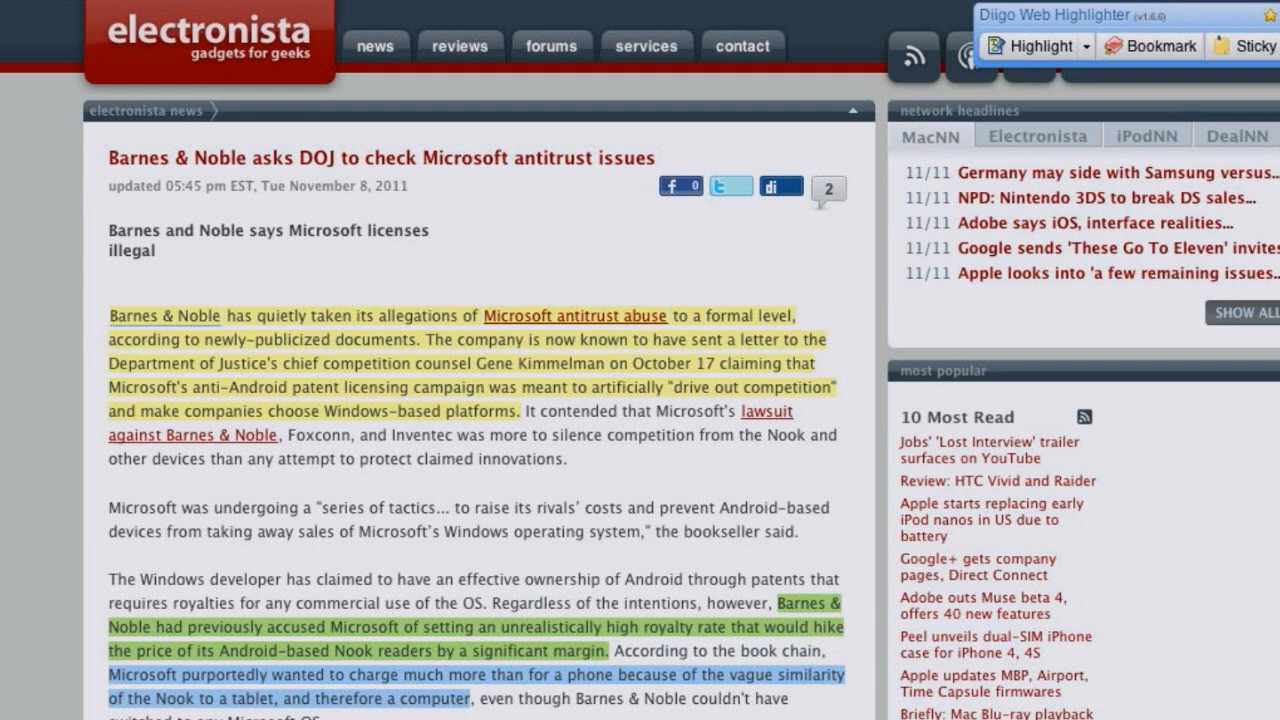 electronista
gadgets for geeks
news
reviews
forums
services
contact
Diigo Web Highlighter (v1.6.6)
Highlight
Bookmark
Sticky
electronista news
Barnes & Noble asks DOJ to check Microsoft antitrust issues
updated 05:45 pm EST, Tue November 8, 2011
f 0
t
di
2
Barnes and Noble says Microsoft licenses
illegal
Barnes & Noble has quietly taken its allegations of Microsoft antitrust abuse to a formal level,
according to newly-publicized documents. The company is now known to have sent a letter to the
Department of Justice's chief competition counsel Gene Kimmelman on October 17 claiming that
Microsoft's anti-Android patent licensing campaign was meant to artificially "drive out competition"
and make companies choose Windows-based platforms. It contended that Microsoft's lawsuit
against Barnes & Noble, Foxconn, and Inventec was more to silence competition from the Nook and
other devices than any attempt to protect claimed innovations.
Microsoft was undergoing a "series of tactics... to raise its rivals' costs and prevent Android-based
devices from taking away sales of Microsoft's Windows operating system," the bookseller said.
The Windows developer has claimed to have an effective ownership of Android through patents that
requires royalties for any commercial use of the OS. Regardless of the intentions, however, Barnes &
Noble had previously accused Microsoft of setting an unrealistically high royalty rate that would hike
the price of its Android-based Nook readers by a significant margin. According to the book chain,
Microsoft purportedly wanted to charge much more than for a phone because of the vague similarity
of the Nook to a tablet, and therefore a computer, even though Barnes & Noble couldn't have
switched to any Microsoft OS.
network headlines
MacNN
Electronista
iPodNN
DealNN
11/11 Germany may side with Samsung versus...
11/11 NPD: Nintendo 3DS to break DS sales...
11/11 Adobe says iOS, interface realities...
11/11 Google sends 'These Go To Eleven' invites
11/11 Apple looks into 'a few remaining issues...
SHOW ALL
most popular
10 Most Read
Jobs' 'Lost Interview' trailer
surfaces on YouTube
Review: HTC Vivid and Raider
Apple starts replacing early
iPod nanos in US due to
battery
Google+ gets company
pages, Direct Connect
Adobe outs Muse beta 4,
offers 40 new features
Peel unveils dual-SIM iPhone
case for iPhone 4, 4S
Apple updates MBP, Airport,
Time Capsule firmwares
Briefly: Mac Blu-ray playback